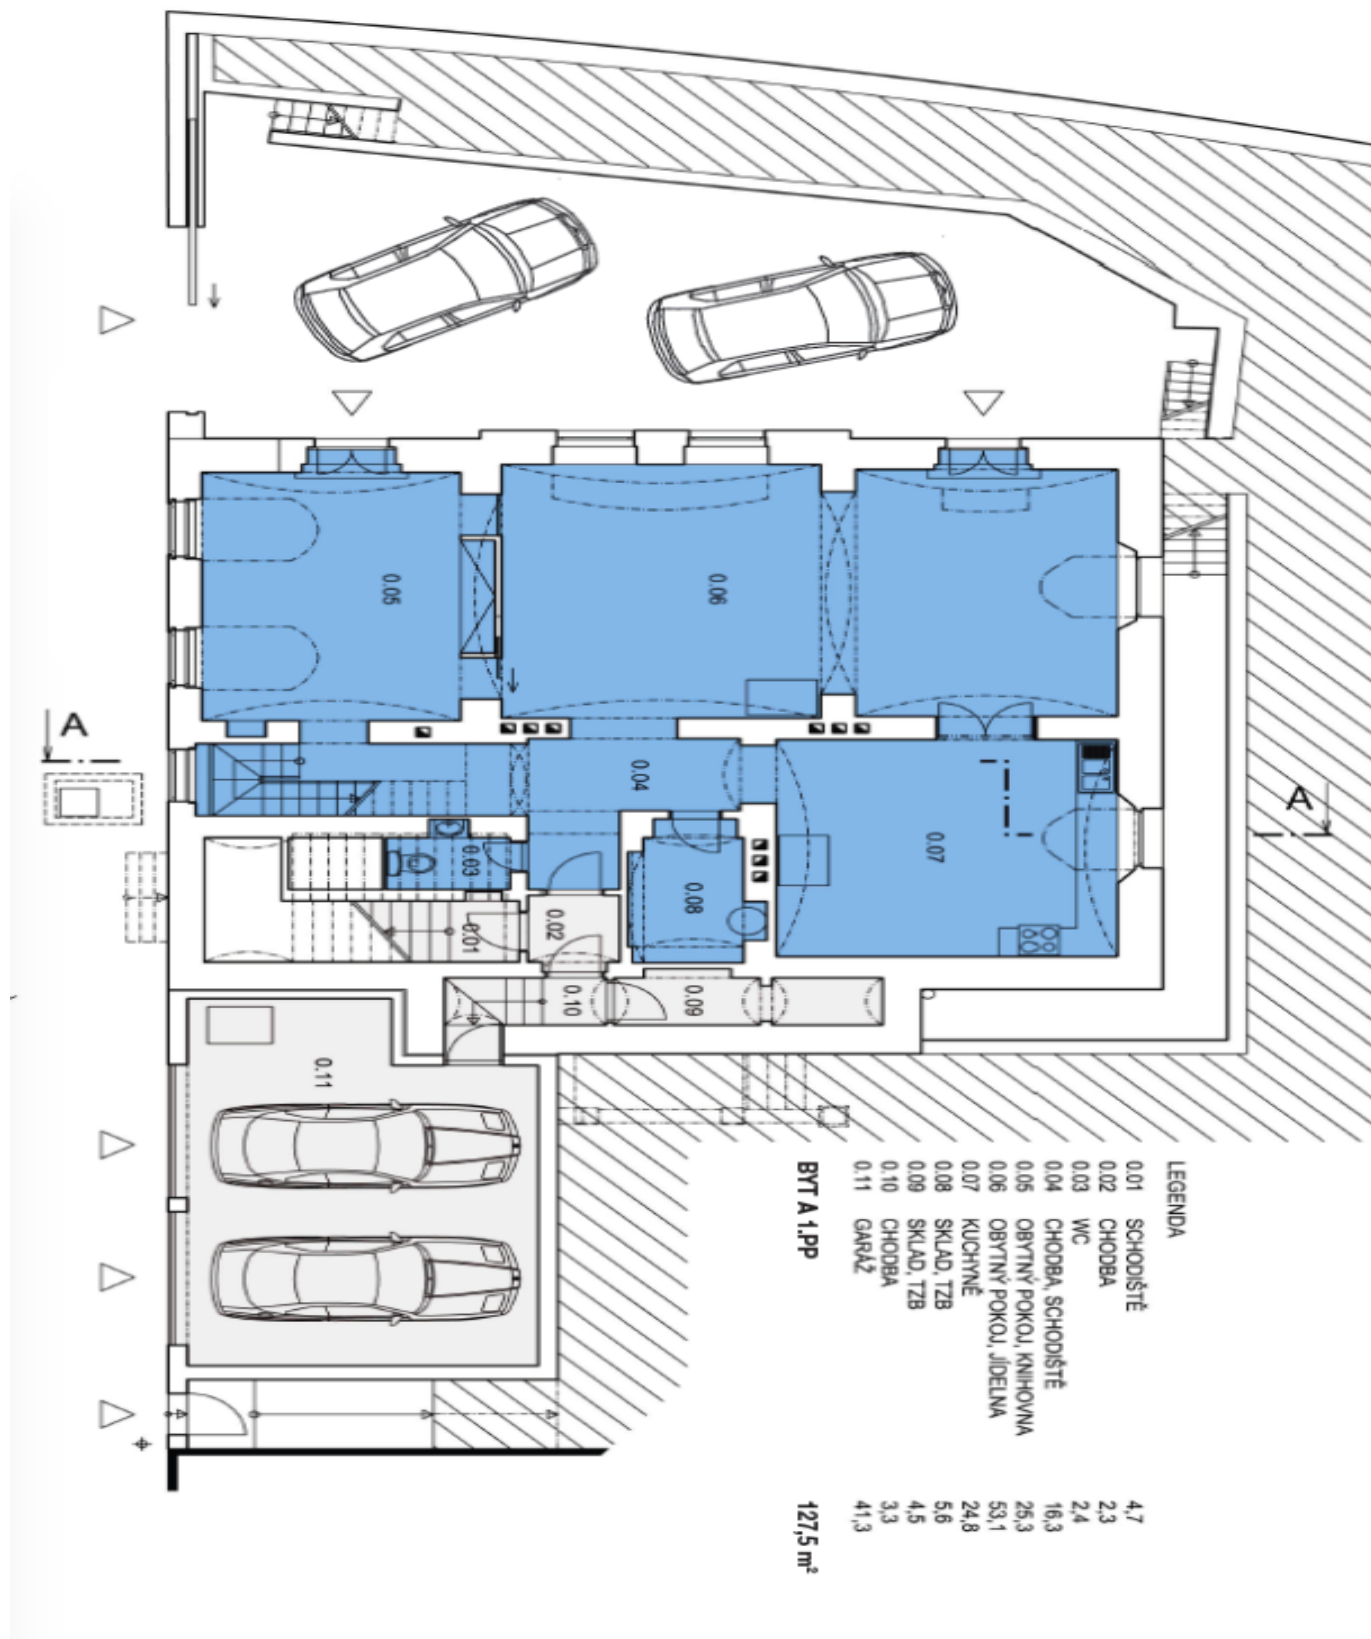 A
A
0.05
0.06
0.04
0.07
0.03
0.08
0.02
0.01
0.10
0.09
0.11
LEGENDA
0.01 SCHODIŠTĚ 4,7
0.02 CHODBA 2,3
0.03 WC 2,4
0.04 CHODBA, SCHODIŠTĚ 16,3
0.05 OBYTNÝ POKOJ, KNIHOVNA 25,3
0.06 OBYTNÝ POKOJ, JÍDELNA 53,1
0.07 KUCHYNĚ 24,8
0.08 SKLAD, TZB 5,6
0.09 SKLAD, TZB 4,5
0.10 CHODBA 3,3
0.11 GARÁŽ 41,3
BYT A 1.PP 127,5 m²